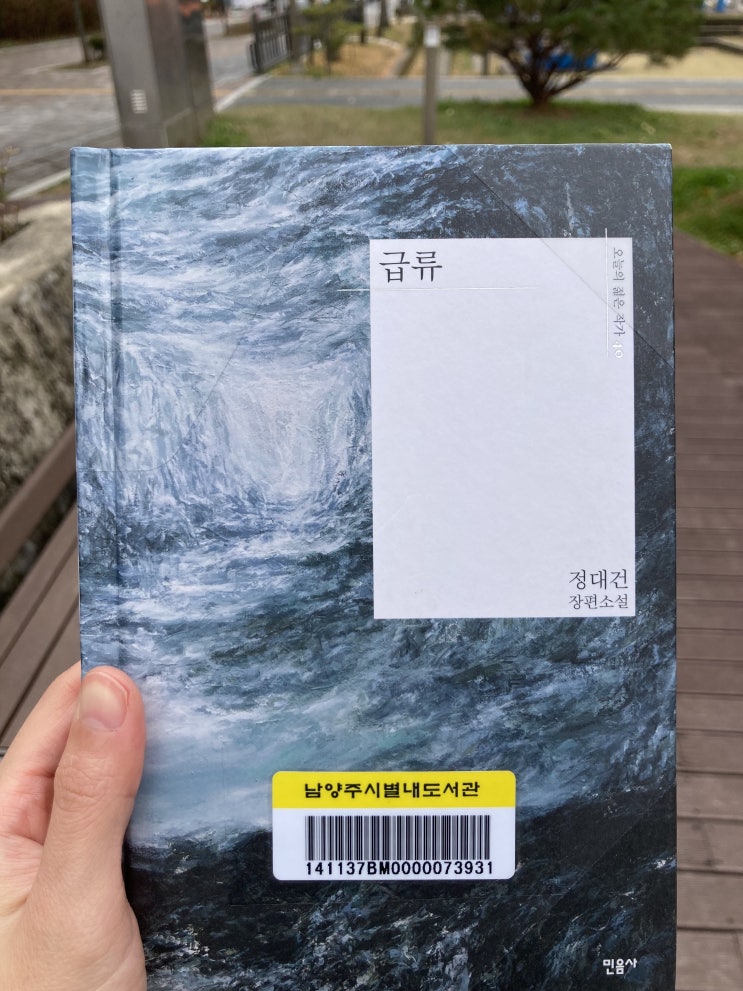 급류
오늘의 젊은 작가 40
정대건
장편소설
남양주시별내도서관
141137BM0000073931
민음사